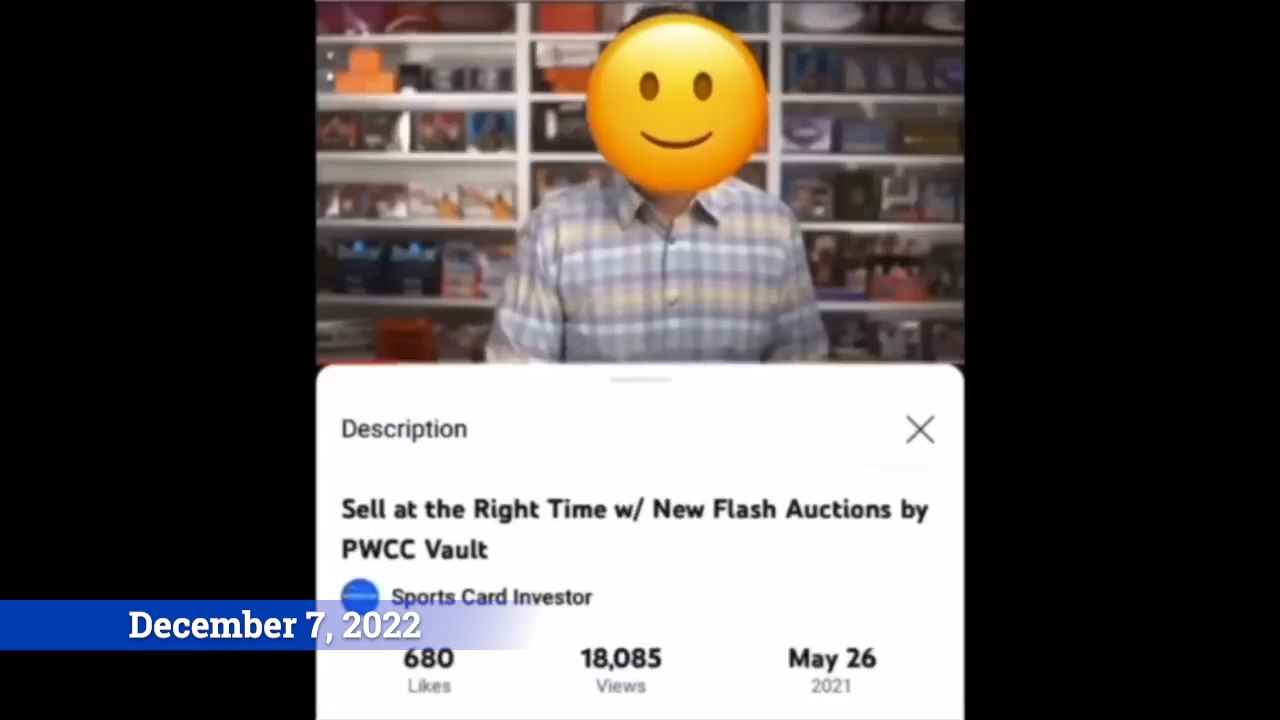 Description
Sell at the Right Time w/ New Flash Auctions by
PWCC Vault
Sports Card Investor
December 7, 2022
680
18,085
May 26
Likes
Views
2021